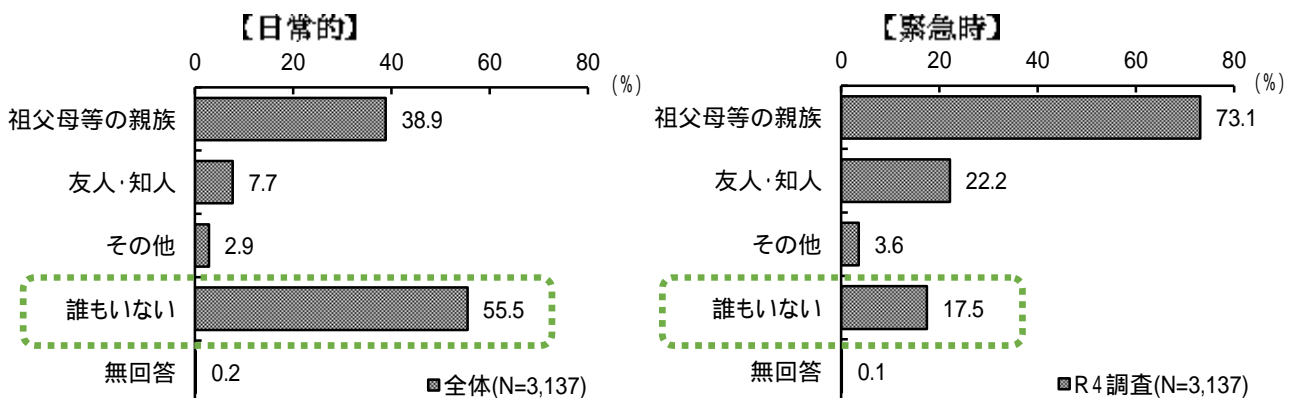 【日常的】
0 20 40 60 80
(%)
祖父母等の親族 38.9
友人・知人 7.7
その他 2.9
誰もいない 55.5
無回答 0.2
全体(N=3,137)
【緊急時】
0 20 40 60 80
(%)
祖父母等の親族 73.1
友人・知人 22.2
その他 3.6
誰もいない 17.5
無回答 0.1
R4調査(N=3,137)